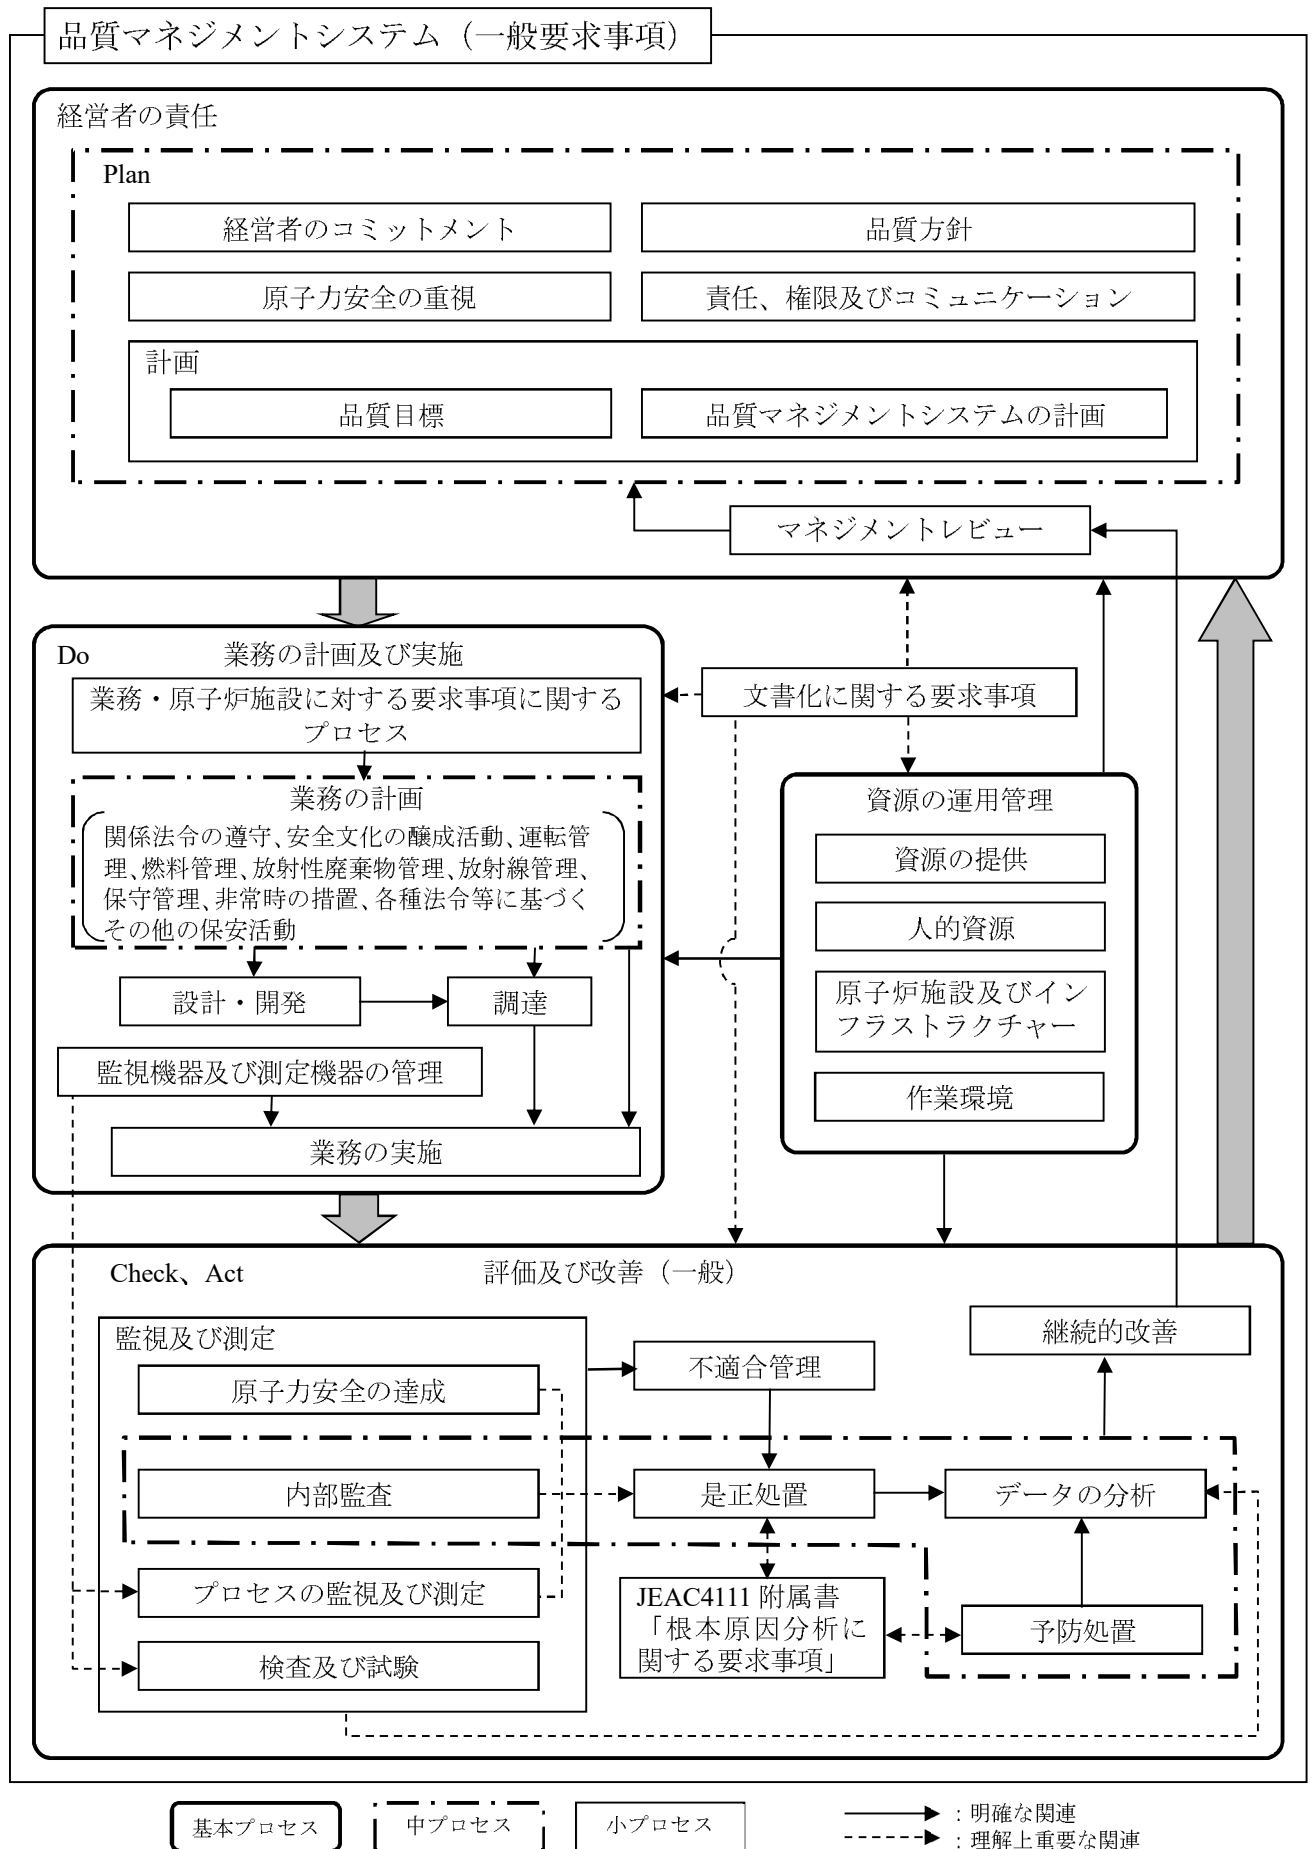 品質マネジメントシステム（一般要求事項）
経営者の責任
Plan
経営者のコミットメント
品質方針
原子力安全の重視
責任、権限及びコミュニケーション
計画
品質目標
品質マネジメントシステムの計画
マネジメントレビュー
Do
業務の計画及び実施
業務・原子炉施設に対する要求事項に関する
プロセス
文書化に関する要求事項
業務の計画
関係法令の遵守、安全文化の醸成活動、運転管
理、燃料管理、放射性廃棄物管理、放射線管理、
保守管理、非常時の措置、各種法令等に基づく
その他の保安活動
設計・開発
調達
監視機器及び測定機器の管理
業務の実施
資源の運用管理
資源の提供
人的資源
原子炉施設及びイン
フラストラクチャー
作業環境
Check、Act
評価及び改善（一般）
監視及び測定
原子力安全の達成
内部監査
プロセスの監視及び測定
検査及び試験
不適合管理
是正処置
JEAC4111 附属書
「根本原因分析に
関する要求事項」
継続的改善
データの分析
予防処置
基本プロセス
中プロセス
小プロセス
：明確な関連
：理解上重要な関連